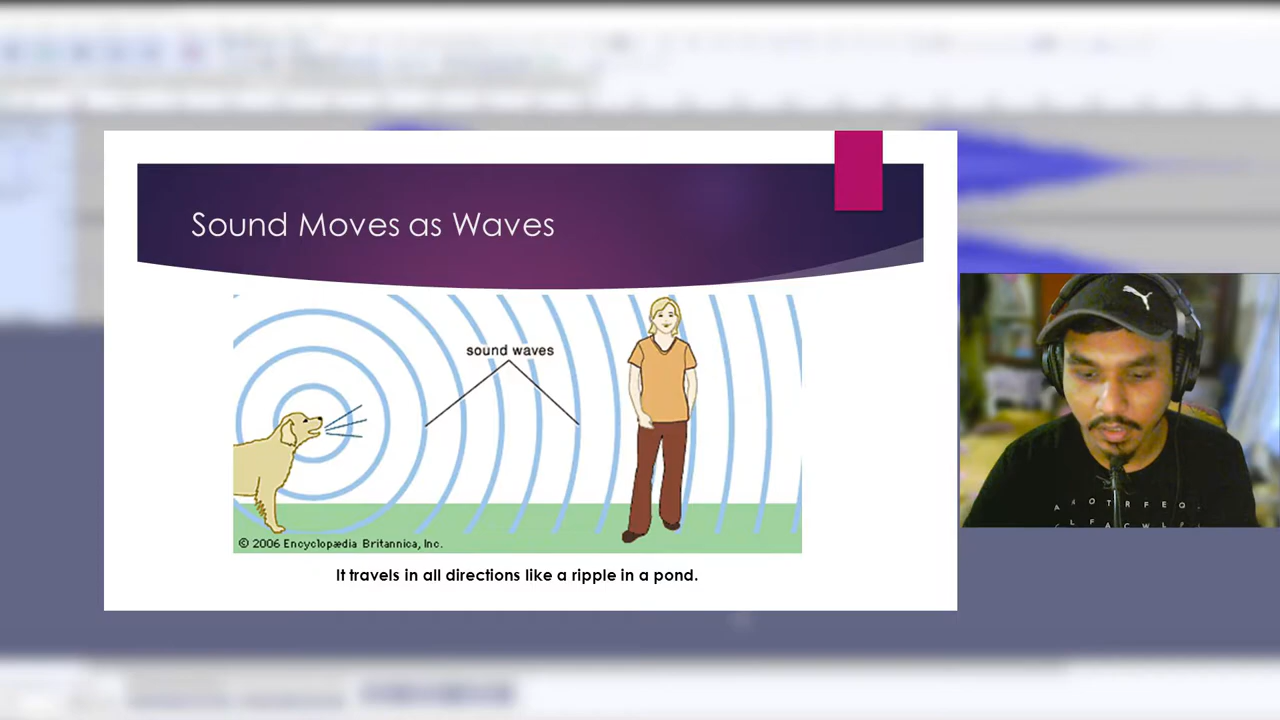 Sound Moves as Waves
sound waves
© 2006 Encyclopædia Britannica, Inc.
It travels in all directions like a ripple in a pond.
PUMA